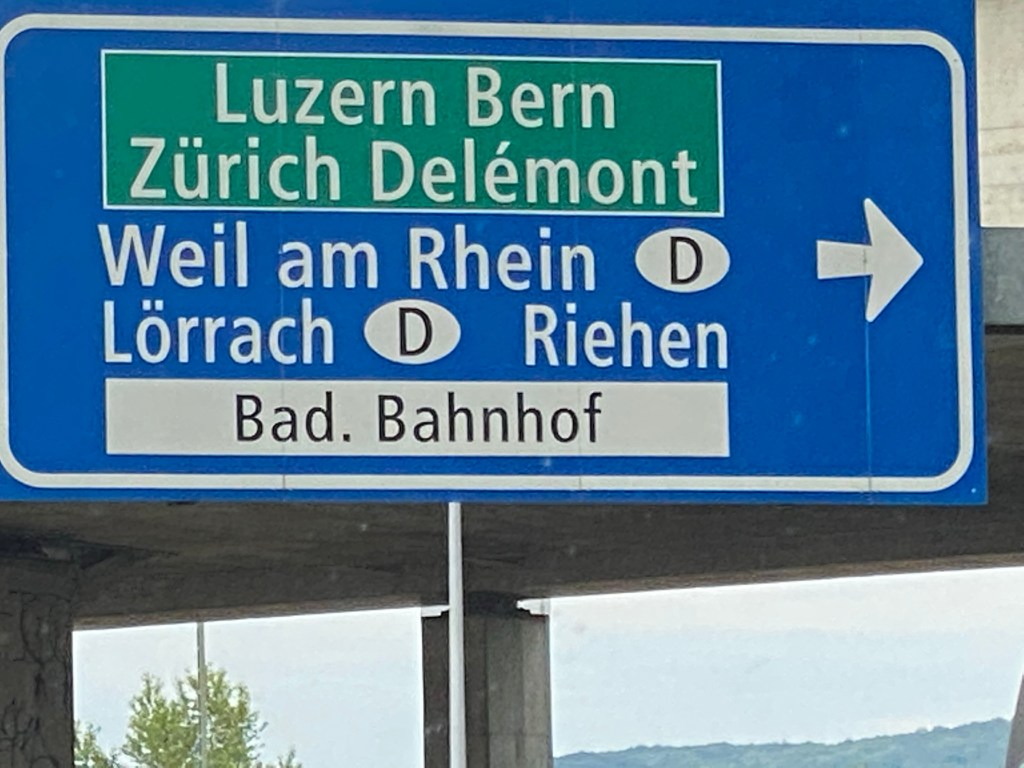 Luzern Bern
Zürich Delémont
Weil am Rhein D
Lörrach D Riehen
Bad. Bahnhof